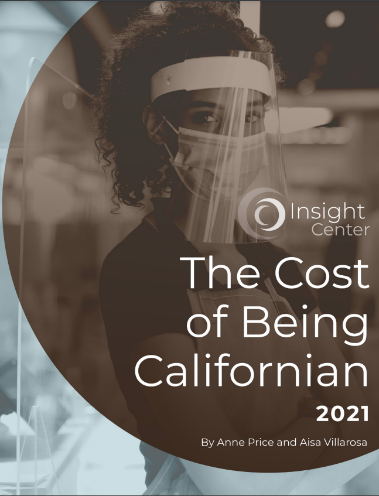 Insight
Center
The Cost
of Being
Californian
2021
By Anne Price and Aisa Villarosa